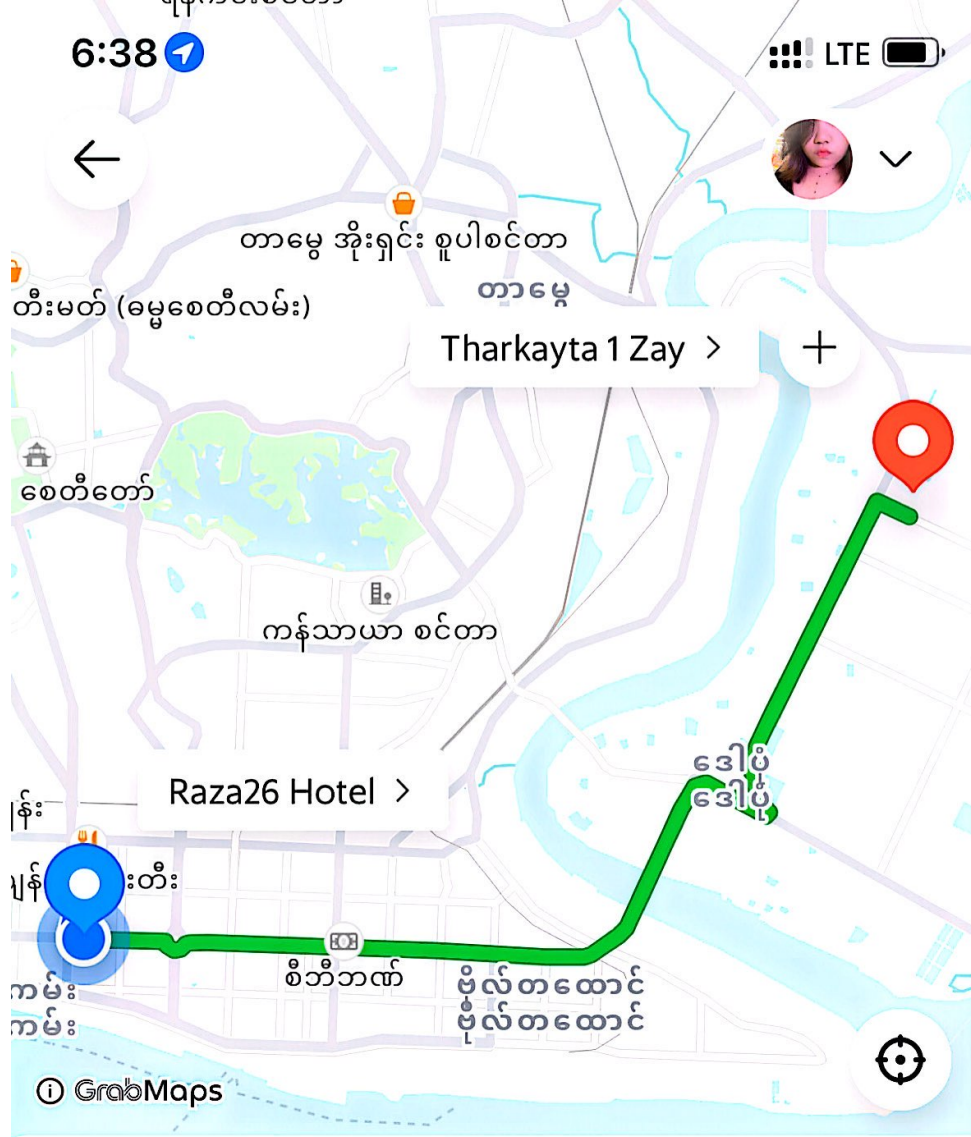 6:38
LTE
တာမွေ အိုးရှင်း စူပါစင်တာ
တာမွေ
တီးမတ် (ဓမ္မစေတီလမ်း)
Tharkayta 1 Zay
စေတီတော်
ကန်သာယာ စင်တာ
ဒေါပုံ
ဒေါပုံ
Raza26 Hotel
စီဘီဘဏ်
ဗိုလ်တထောင်
ဗိုလ်တထောင်
GrabMaps